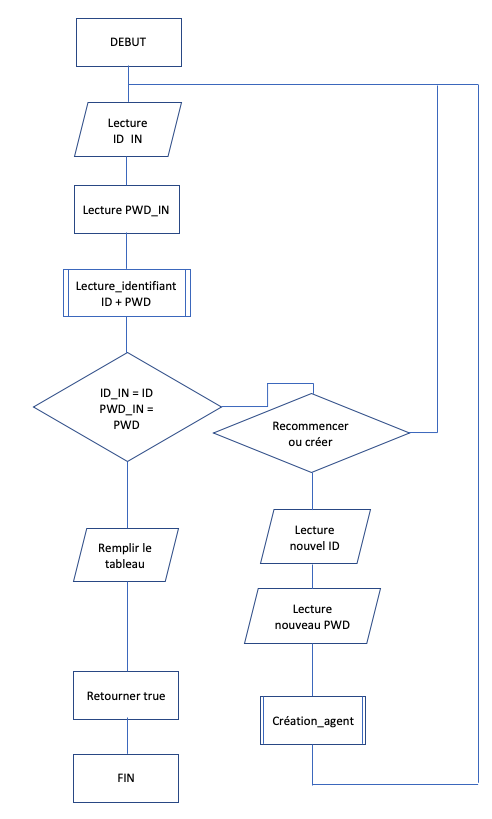 DEBUT
Lecture
ID IN
Lecture PWD_IN
Lecture_identifiant
ID + PWD
ID_IN = ID
PWD_IN =
PWD
Recommencer
ou créer
Lecture
nouvel ID
Remplir le
tableau
Lecture
nouveau PWD
Retourner true
Création_agent
FIN